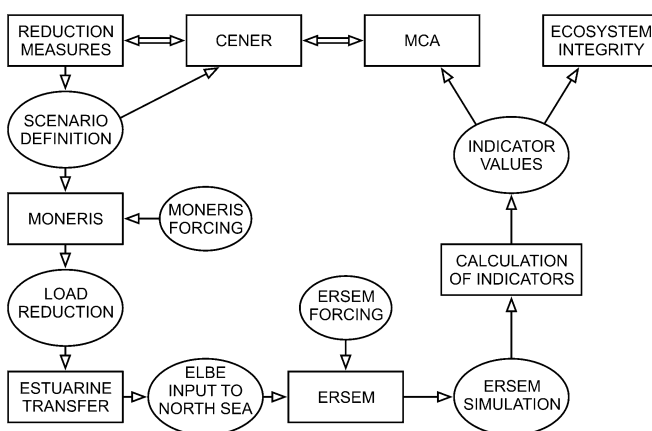 REDUCTION
MEASURES
CENER
MCA
ECOSYSTEM
INTEGRITY
SCENARIO
DEFINITION
INDICATOR
VALUES
MONERIS
MONERIS
FORCING
CALCULATION
OF INDICATORS
LOAD
REDUCTION
ERSEM
FORCING
ESTUARINE
TRANSFER
ELBE
INPUT TO
NORTH SEA
ERSEM
ERSEM
SIMULATION